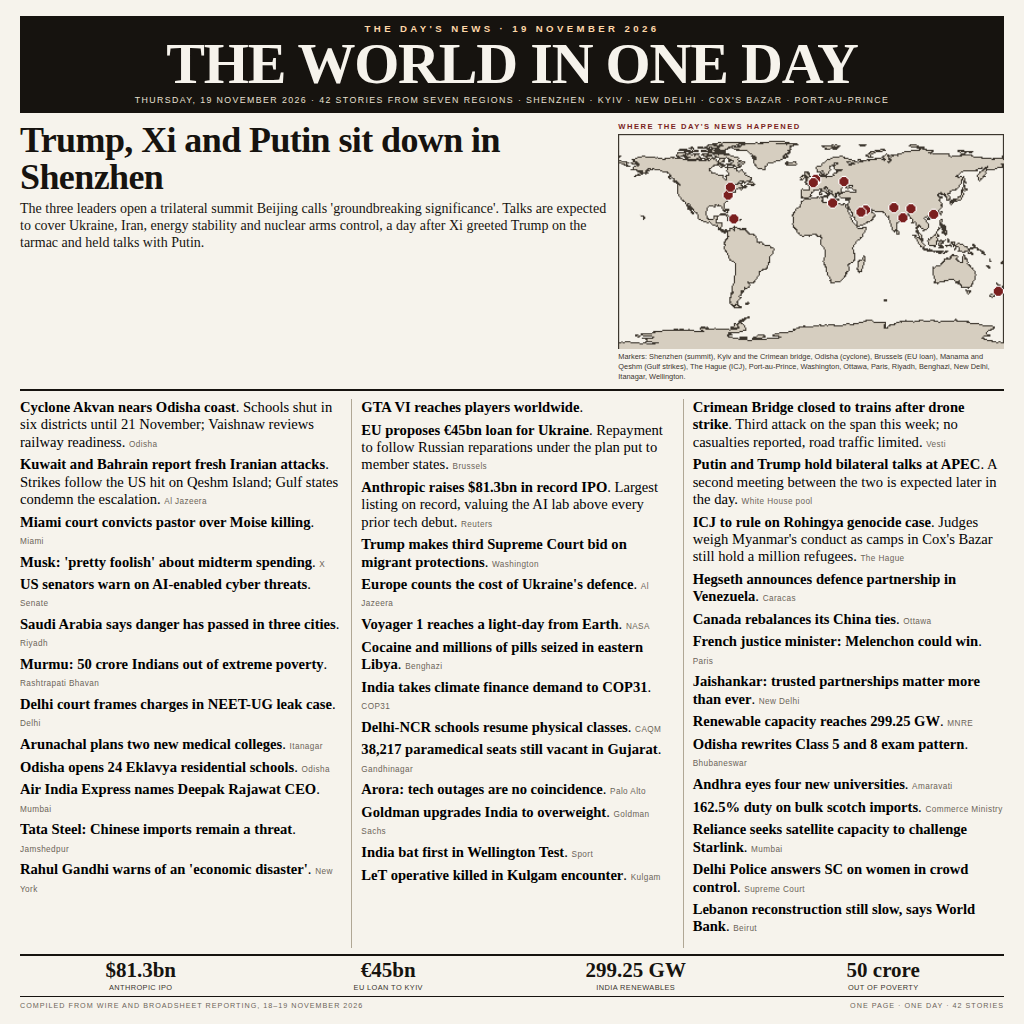 THE DAY'S NEWS · 19 NOVEMBER 2026
THE WORLD IN ONE DAY
THURSDAY, 19 NOVEMBER 2026 · 42 STORIES FROM SEVEN REGIONS · SHENZHEN · KYIV · NEW DELHI · COX'S BAZAR · PORT-AU-PRINCE
Trump, Xi and Putin sit down in
Shenzhen
The three leaders open a trilateral summit Beijing calls 'groundbreaking significance'. Talks are expected
to cover Ukraine, Iran, energy stability and nuclear arms control, a day after Xi greeted Trump on the
tarmac and held talks with Putin.
WHERE THE DAY'S NEWS HAPPENED
Markers: Shenzhen (summit), Kyiv and the Crimean bridge, Odisha (cyclone), Brussels (EU loan), Manama and
Qeshm (Gulf strikes), The Hague (ICJ), Port-au-Prince, Washington, Ottawa, Paris, Riyadh, Benghazi, New Delhi,
Itanagar, Wellington.
Cyclone Akvan nears Odisha coast. Schools shut in
six districts until 21 November; Vaishnaw reviews
railway readiness. Odisha
Kuwait and Bahrain report fresh Iranian attacks.
Strikes follow the US hit on Qeshm Island; Gulf states
condemn the escalation. Al Jazeera
Miami court convicts pastor over Moise killing.
Miami
Musk: 'pretty foolish' about midterm spending. X
US senators warn on AI-enabled cyber threats.
Senate
Saudi Arabia says danger has passed in three cities.
Riyadh
Murmu: 50 crore Indians out of extreme poverty.
Rashtrapati Bhavan
Delhi court frames charges in NEET-UG leak case.
Delhi
Arunachal plans two new medical colleges. Itanagar
Odisha opens 24 Eklavya residential schools. Odisha
Air India Express names Deepak Rajawat CEO.
Mumbai
Tata Steel: Chinese imports remain a threat.
Jamshedpur
Rahul Gandhi warns of an 'economic disaster'. New
York
GTA VI reaches players worldwide.
EU proposes €45bn loan for Ukraine. Repayment
to follow Russian reparations under the plan put to
member states. Brussels
Anthropic raises $81.3bn in record IPO. Largest
listing on record, valuing the AI lab above every
prior tech debut. Reuters
Trump makes third Supreme Court bid on
migrant protections. Washington
Europe counts the cost of Ukraine's defence. Al
Jazeera
Voyager 1 reaches a light-day from Earth. NASA
Cocaine and millions of pills seized in eastern
Libya. Benghazi
India takes climate finance demand to COP31.
COP31
Delhi-NCR schools resume physical classes. CAQM
38,217 paramedical seats still vacant in Gujarat.
Gandhinagar
Arora: tech outages are no coincidence. Palo Alto
Goldman upgrades India to overweight. Goldman
Sachs
India bat first in Wellington Test. Sport
LeT operative killed in Kulgam encounter. Kulgam
Crimean Bridge closed to trains after drone
strike. Third attack on the span this week; no
casualties reported, road traffic limited. Vesti
Putin and Trump hold bilateral talks at APEC. A
second meeting between the two is expected later in
the day. White House pool
ICJ to rule on Rohingya genocide case. Judges
weigh Myanmar's conduct as camps in Cox's Bazar
still hold a million refugees. The Hague
Hegseth announces defence partnership in
Venezuela. Caracas
Canada rebalances its China ties. Ottawa
French justice minister: Melenchon could win.
Paris
Jaishankar: trusted partnerships matter more
than ever. New Delhi
Renewable capacity reaches 299.25 GW. MNRE
Odisha rewrites Class 5 and 8 exam pattern.
Bhubaneswar
Andhra eyes four new universities. Amaravati
162.5% duty on bulk scotch imports. Commerce Ministry
Reliance seeks satellite capacity to challenge
Starlink. Mumbai
Delhi Police answers SC on women in crowd
control. Supreme Court
Lebanon reconstruction still slow, says World
Bank. Beirut
$81.3bn
ANTHROPIC IPO
€45bn
EU LOAN TO KYIV
299.25 GW
INDIA RENEWABLES
50 crore
OUT OF POVERTY
COMPILED FROM WIRE AND BROADSHEET REPORTING, 18–19 NOVEMBER 2026
ONE PAGE · ONE DAY · 42 STORIES